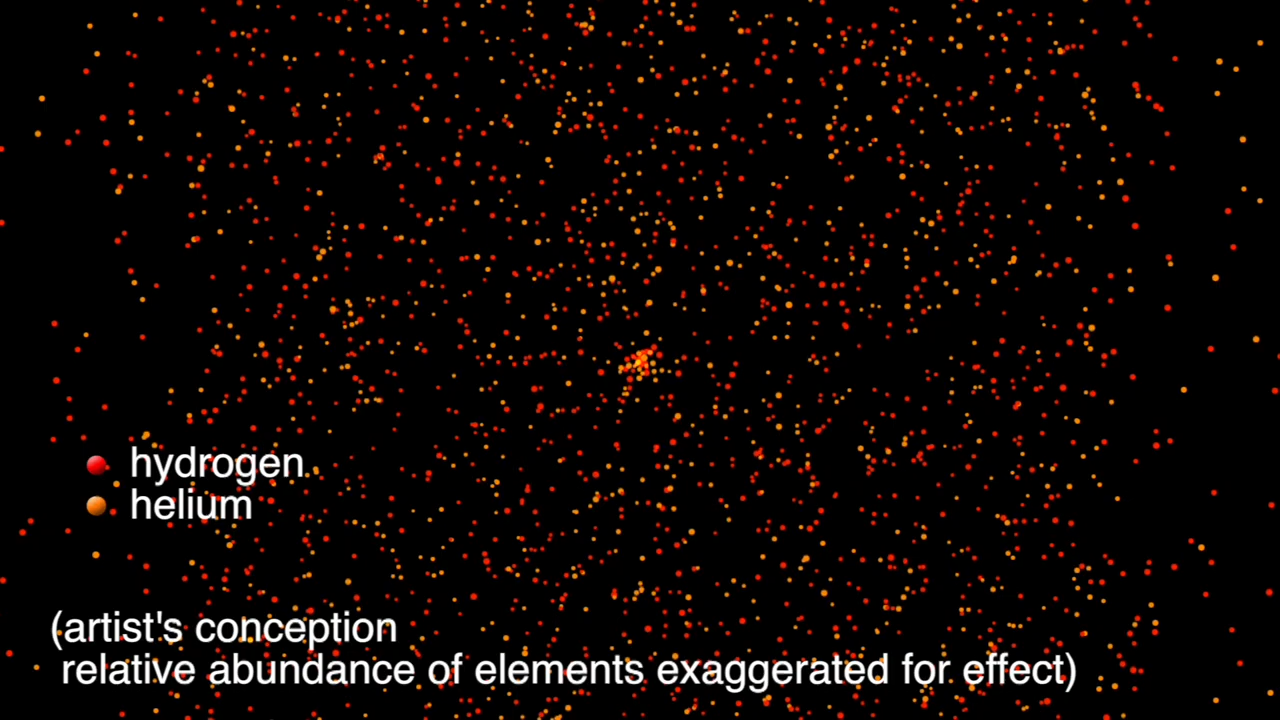 hydrogen
helium
(artist's conception
relative abundance of elements exaggerated for effect)